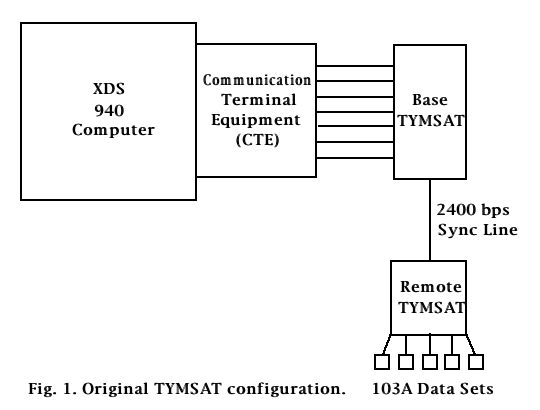 XDS
940
Computer
Communication
Terminal
Equipment
(CTE)
Base
TYMSAT
2400 bps
Sync Line
Remote
TYMSAT
Fig. 1. Original TYMSAT configuration.
103A Data Sets